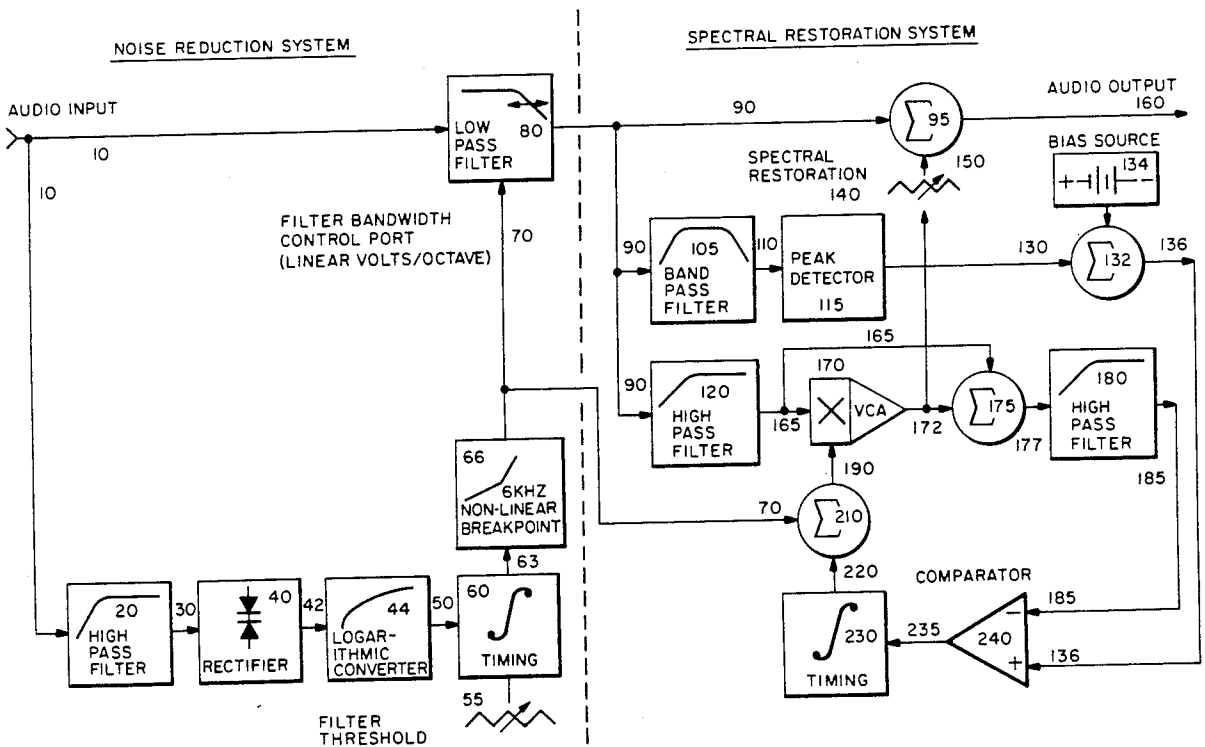 NOISE REDUCTION SYSTEM
SPECTRAL RESTORATION SYSTEM
AUDIO INPUT
10
10
LOW
PASS
FILTER
80
90
Σ 95
AUDIO OUTPUT
160
BIAS SOURCE
+ - 134
SPECTRAL
RESTORATION
140
150
FILTER BANDWIDTH
CONTROL PORT
(LINEAR VOLTS/OCTAVE)
70
90
105
BAND
PASS
FILTER
110
PEAK
DETECTOR
115
130
Σ 132
136
165
90
120
HIGH
PASS
FILTER
165
170
X
VCA
172
Σ 175
177
180
HIGH
PASS
FILTER
185
190
66
6KHZ
NON-LINEAR
BREAKPOINT
70
Σ 210
63
220
COMPARATOR
20
HIGH
PASS
FILTER
30
40
RECTIFIER
42
44
LOGAR-
ITHMIC
CONVERTER
50
60
TIMING
55
FILTER
THRESHOLD
230
TIMING
235
240
-
+
185
136